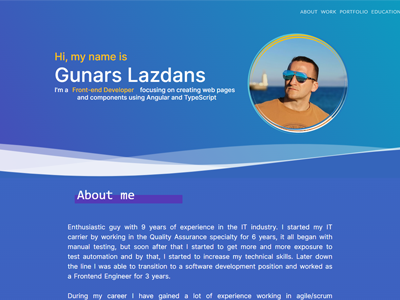 ABOUT WORK PORTFOLIO EDUCATION
Hi, my name is
Gunars Lazdans
I'm a Front-end Developer focusing on creating web pages
and components using Angular and TypeScript
About me
Enthusiastic guy with 9 years of experience in the IT industry. I started my IT
carrier by working in the Quality Assurance specialty for 6 years, it all began with
manual testing, but soon after that I started to get more and more exposure to
test automation and by that, I started to increase my technical skills. Later down
the line I was able to transition to a software development position and worked as
a Frontend Engineer for 3 years.
During my career I have gained a lot of experience working in agile/scrum